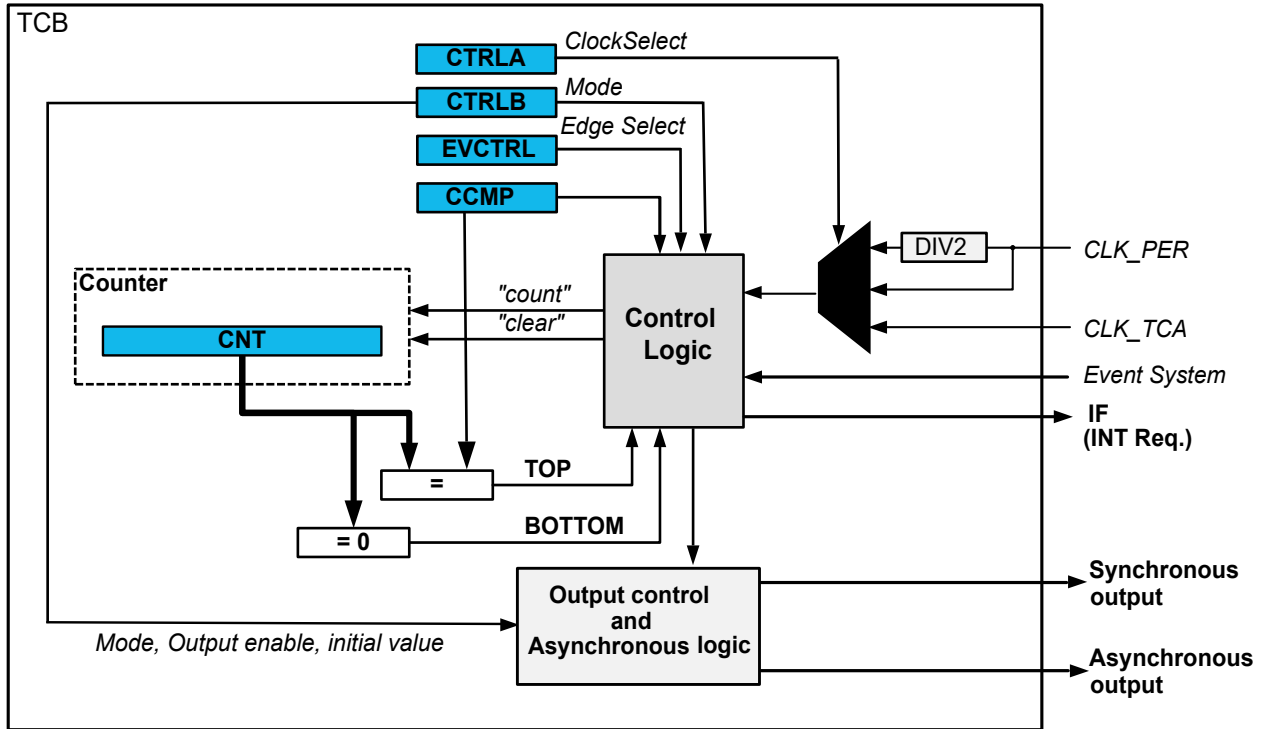 TCB
CTRLA
ClockSelect
CTRLB
Mode
EVCTRL
Edge Select
CCMP
DIV2
CLK_PER
Counter
"count"
"clear"
CNT
Control
Logic
CLK_TCA
Event System
IF
(INT Req.)
=
TOP
= 0
BOTTOM
Output control
and
Asynchronous logic
Synchronous
output
Mode, Output enable, initial value
Asynchronous
output